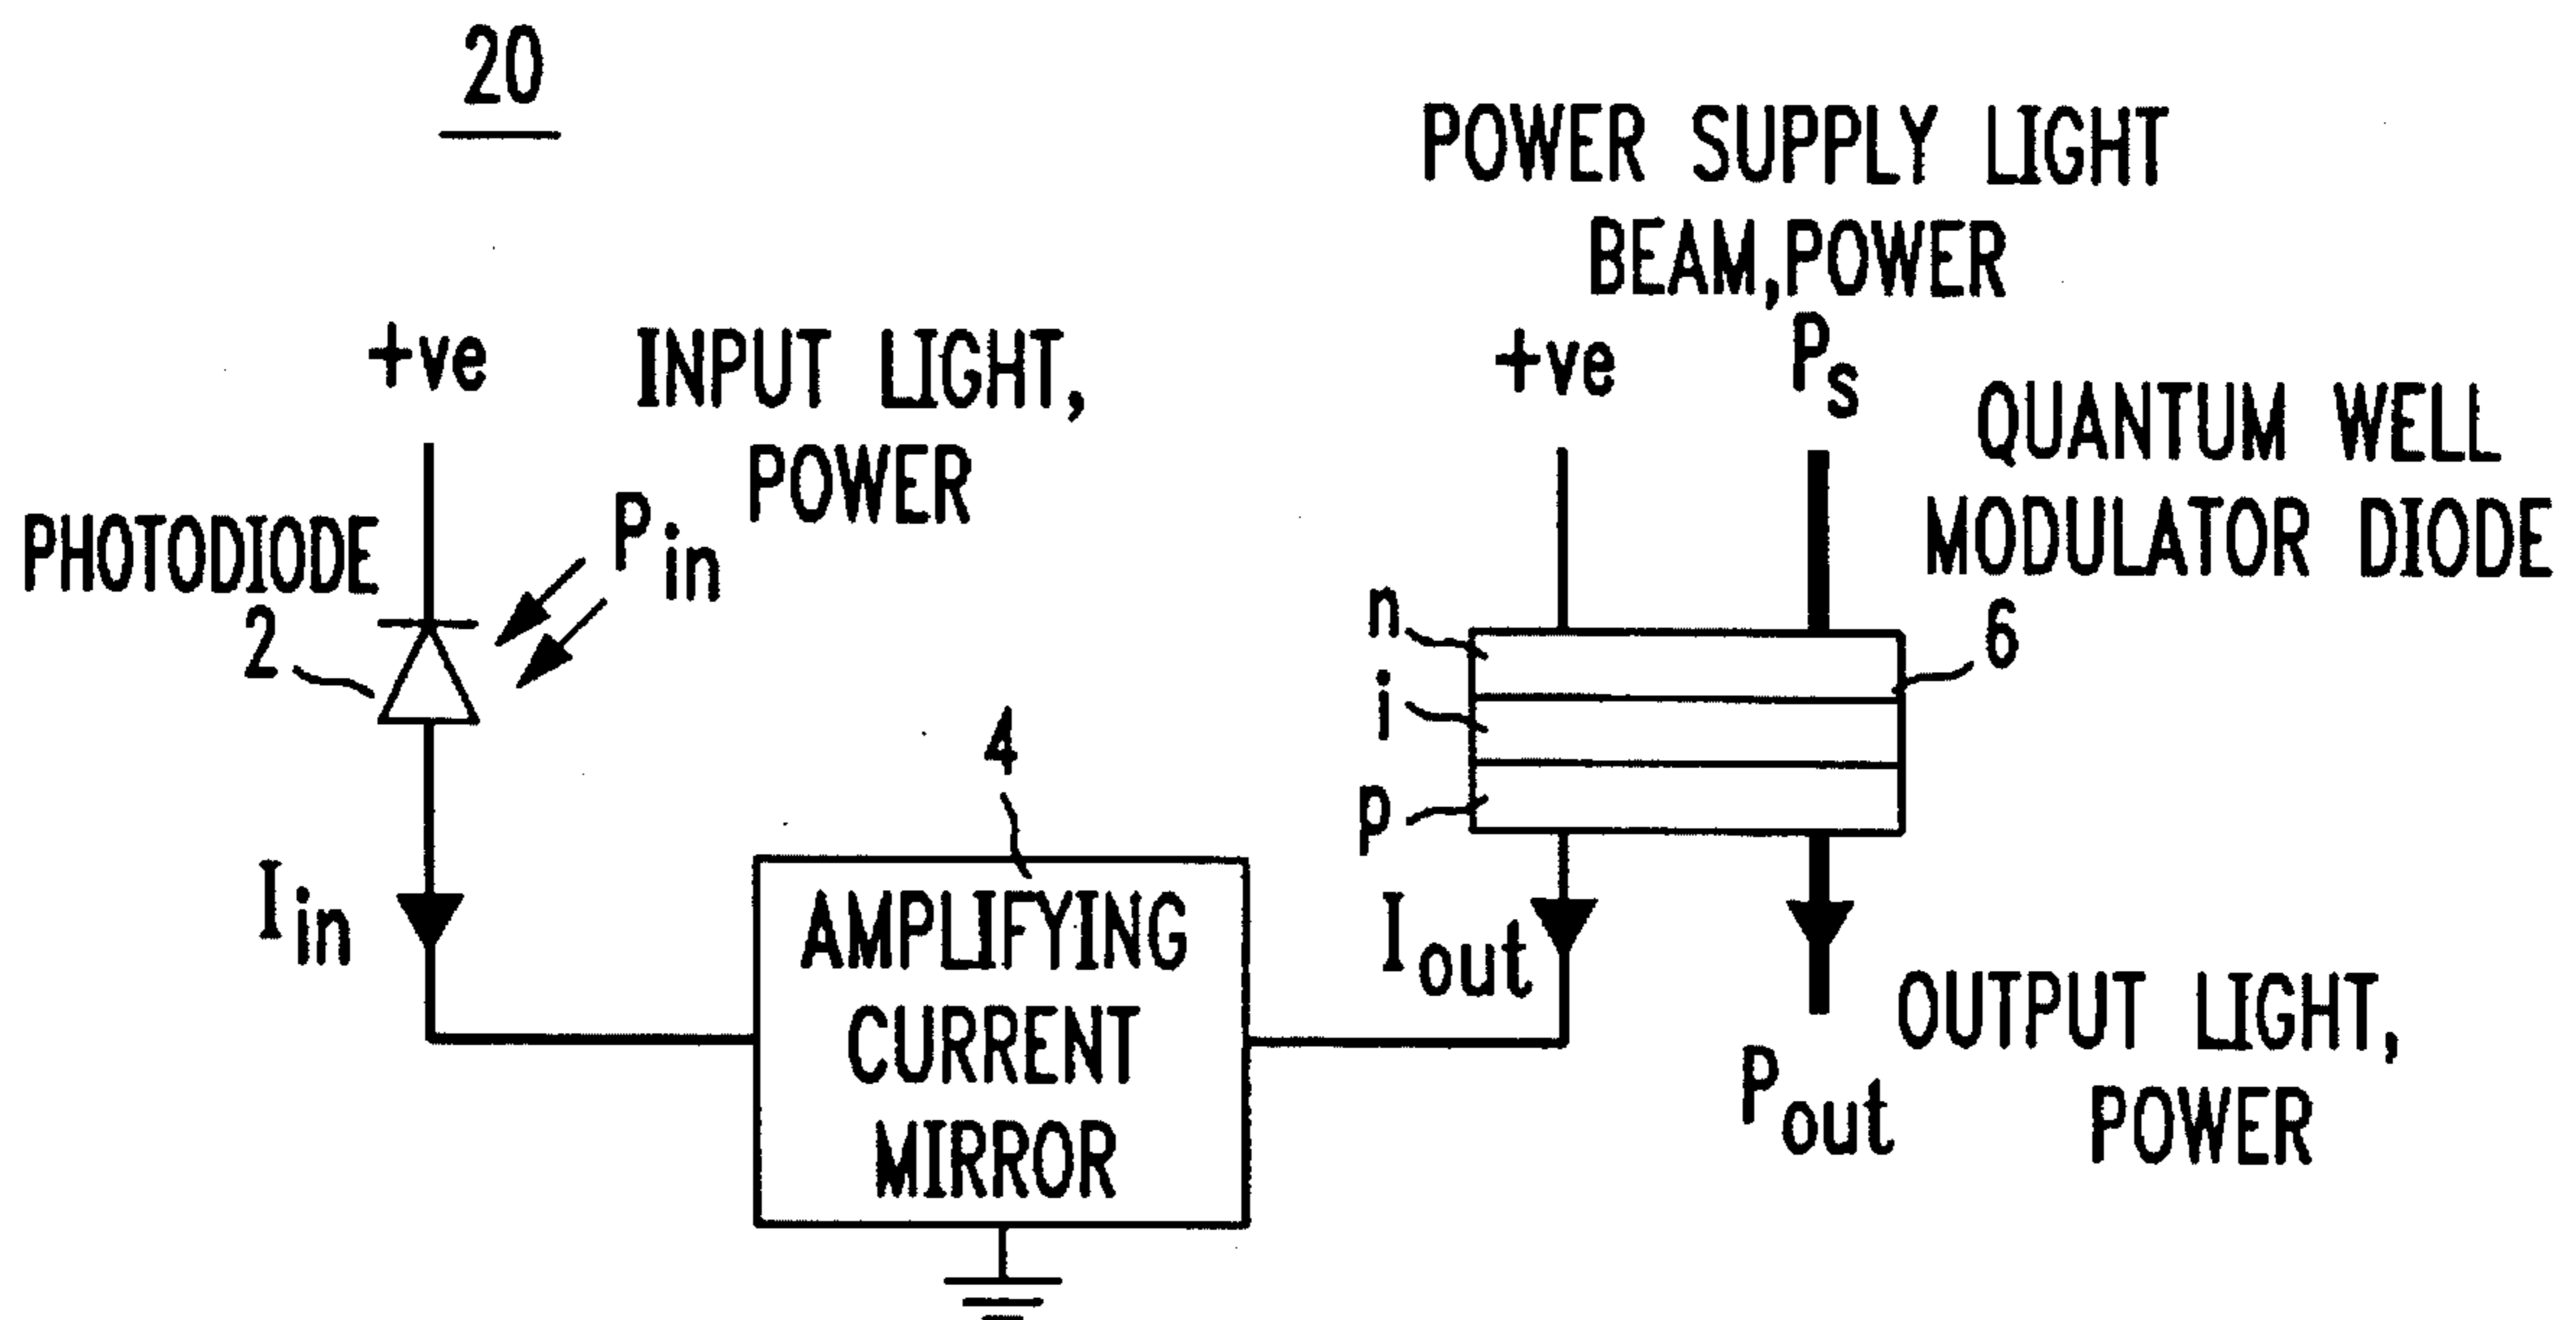 20
POWER SUPPLY LIGHT
BEAM,POWER
+ve
INPUT LIGHT,
POWER
+ve
Ps
QUANTUM WELL
MODULATOR DIODE
6
PHOTODIODE
2
Pin
n
i
p
4
Iin
AMPLIFYING
CURRENT
MIRROR
Iout
OUTPUT LIGHT,
POWER
Pout